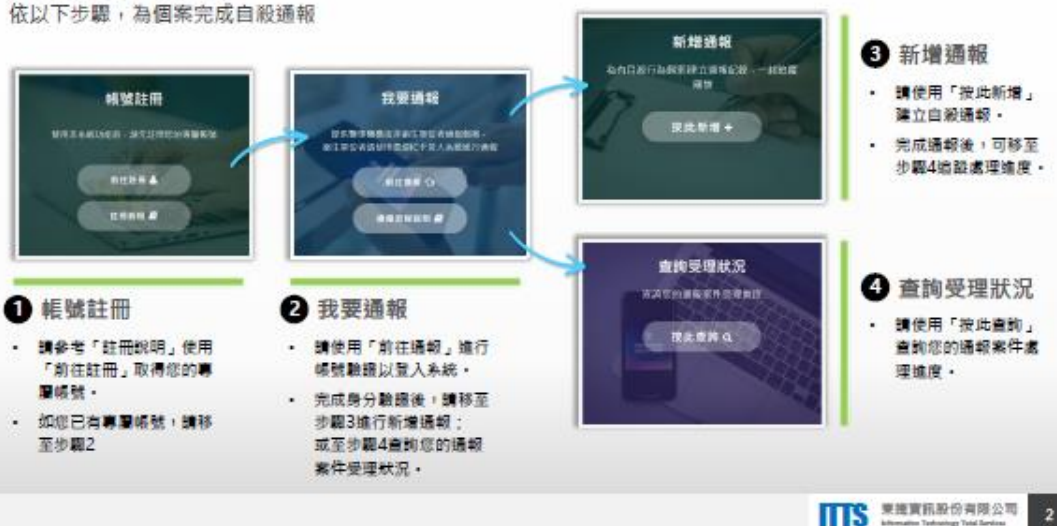 依以下步驟，為個案完成自殺通報
帳號註冊
前往註冊
註冊說明
我要通報
前往通報
新增通報
按此新增 +
查詢受理狀況
按此查詢
❶ 帳號註冊
• 請參考「註冊說明」使用
「前往註冊」取得您的專
屬帳號。
• 如您已有專屬帳號，請移
至步驟2
❷ 我要通報
• 請使用「前往通報」進行
帳號驗證以登入系統。
• 完成身分驗證後，請移至
步驟3進行新增通報；
或至步驟4查詢您的通報
案件受理狀況。
❸ 新增通報
• 請使用「按此新增」
建立自殺通報。
• 完成通報後，可移至
步驟4追蹤處理進度。
❹ 查詢受理狀況
• 請使用「按此查詢」
查詢您的通報案件處
理進度。
ITTS 東捷資訊股份有限公司
Information Technology Total Services
2